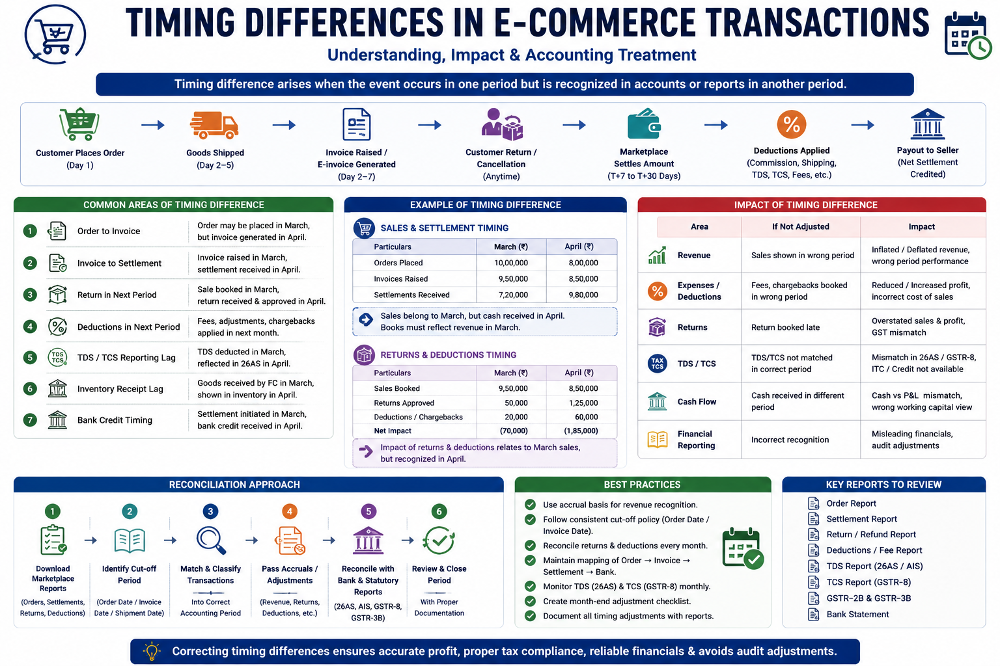 TIMING DIFFERENCES IN E-COMMERCE TRANSACTIONS
Understanding, Impact & Accounting Treatment
Timing difference arises when the event occurs in one period but is recognized in accounts or reports in another period.
Customer Places Order
(Day 1)
Goods Shipped
(Day 2–5)
Invoice Raised /
E-invoice Generated
(Day 2–7)
Customer Return /
Cancellation
(Anytime)
Marketplace
Settles Amount
(T+7 to T+30 Days)
%
Deductions Applied
(Commission, Shipping,
TDS, TCS, Fees, etc.)
Payout to Seller
(Net Settlement
Credited)
COMMON AREAS OF TIMING DIFFERENCE
1 Order to Invoice
Order may be placed in March,
but invoice generated in April.
2 Invoice to Settlement
Invoice raised in March,
settlement received in April.
3 Return in Next Period
Sale booked in March,
return received & approved in April.
4 Deductions in Next Period
Fees, adjustments, chargebacks
applied in next month.
5 TDS TCS TDS / TCS Reporting Lag
TDS deducted in March,
reflected in 26AS in April.
6 Inventory Receipt Lag
Goods received by FC in March,
shown in inventory in April.
7 Bank Credit Timing
Settlement initiated in March,
bank credit received in April.
EXAMPLE OF TIMING DIFFERENCE
SALES & SETTLEMENT TIMING
Particulars March (₹) April (₹)
Orders Placed 10,00,000 8,00,000
Invoices Raised 9,50,000 8,50,000
Settlements Received 7,20,000 9,80,000
Sales belong to March, but cash received in April.
Books must reflect revenue in March.
RETURNS & DEDUCTIONS TIMING
Particulars March (₹) April (₹)
Sales Booked 9,50,000 8,50,000
Returns Approved 50,000 1,25,000
Deductions / Chargebacks 20,000 60,000
Net Impact (70,000) (1,85,000)
Impact of returns & deductions relates to March sales,
but recognized in April.
IMPACT OF TIMING DIFFERENCE
Area If Not Adjusted Impact
Revenue
Sales shown in wrong period
Inflated / Deflated revenue,
wrong period performance
%
Expenses /
Deductions
Fees, chargebacks booked
in wrong period
Reduced / Increased profit,
incorrect cost of sales
Returns
Return booked late
Overstated sales & profit,
GST mismatch
TAX
TCS
TDS / TCS
TDS/TCS not matched
in correct period
Mismatch in 26AS / GSTR-8,
ITC / Credit not available
Cash Flow
Cash received in different
period
Cash vs P&L mismatch,
wrong working capital view
Financial
Reporting
Incorrect recognition
Misleading financials,
audit adjustments
RECONCILIATION APPROACH
1
Download
Marketplace
Reports
(Orders, Settlements,
Returns, Deductions)
2
Identify Cut-off
Period
(Order Date / Invoice
Date / Shipment Date)
3
Match & Classify
Transactions
Into Correct
Accounting Period
4
Pass Accruals /
Adjustments
(Revenue, Returns,
Deductions, etc.)
5
Reconcile with
Bank & Statutory
Reports
(26AS, AIS, GSTR-8,
GSTR-3B)
6
Review & Close
Period
With Proper
Documentation
BEST PRACTICES
Use accrual basis for revenue recognition.
Follow consistent cut-off policy (Order Date /
Invoice Date).
Reconcile returns & deductions every month.
Maintain mapping of Order → Invoice →
Settlement → Bank.
Monitor TDS (26AS) & TCS (GSTR-8) monthly.
Create month-end adjustment checklist.
Document all timing adjustments with reports.
KEY REPORTS TO REVIEW
Order Report
Settlement Report
Return / Refund Report
Deductions / Fee Report
TDS Report (26AS / AIS)
TCS Report (GSTR-8)
GSTR-2B & GSTR-3B
Bank Statement
Correcting timing differences ensures accurate profit, proper tax compliance, reliable financials & avoids audit adjustments.